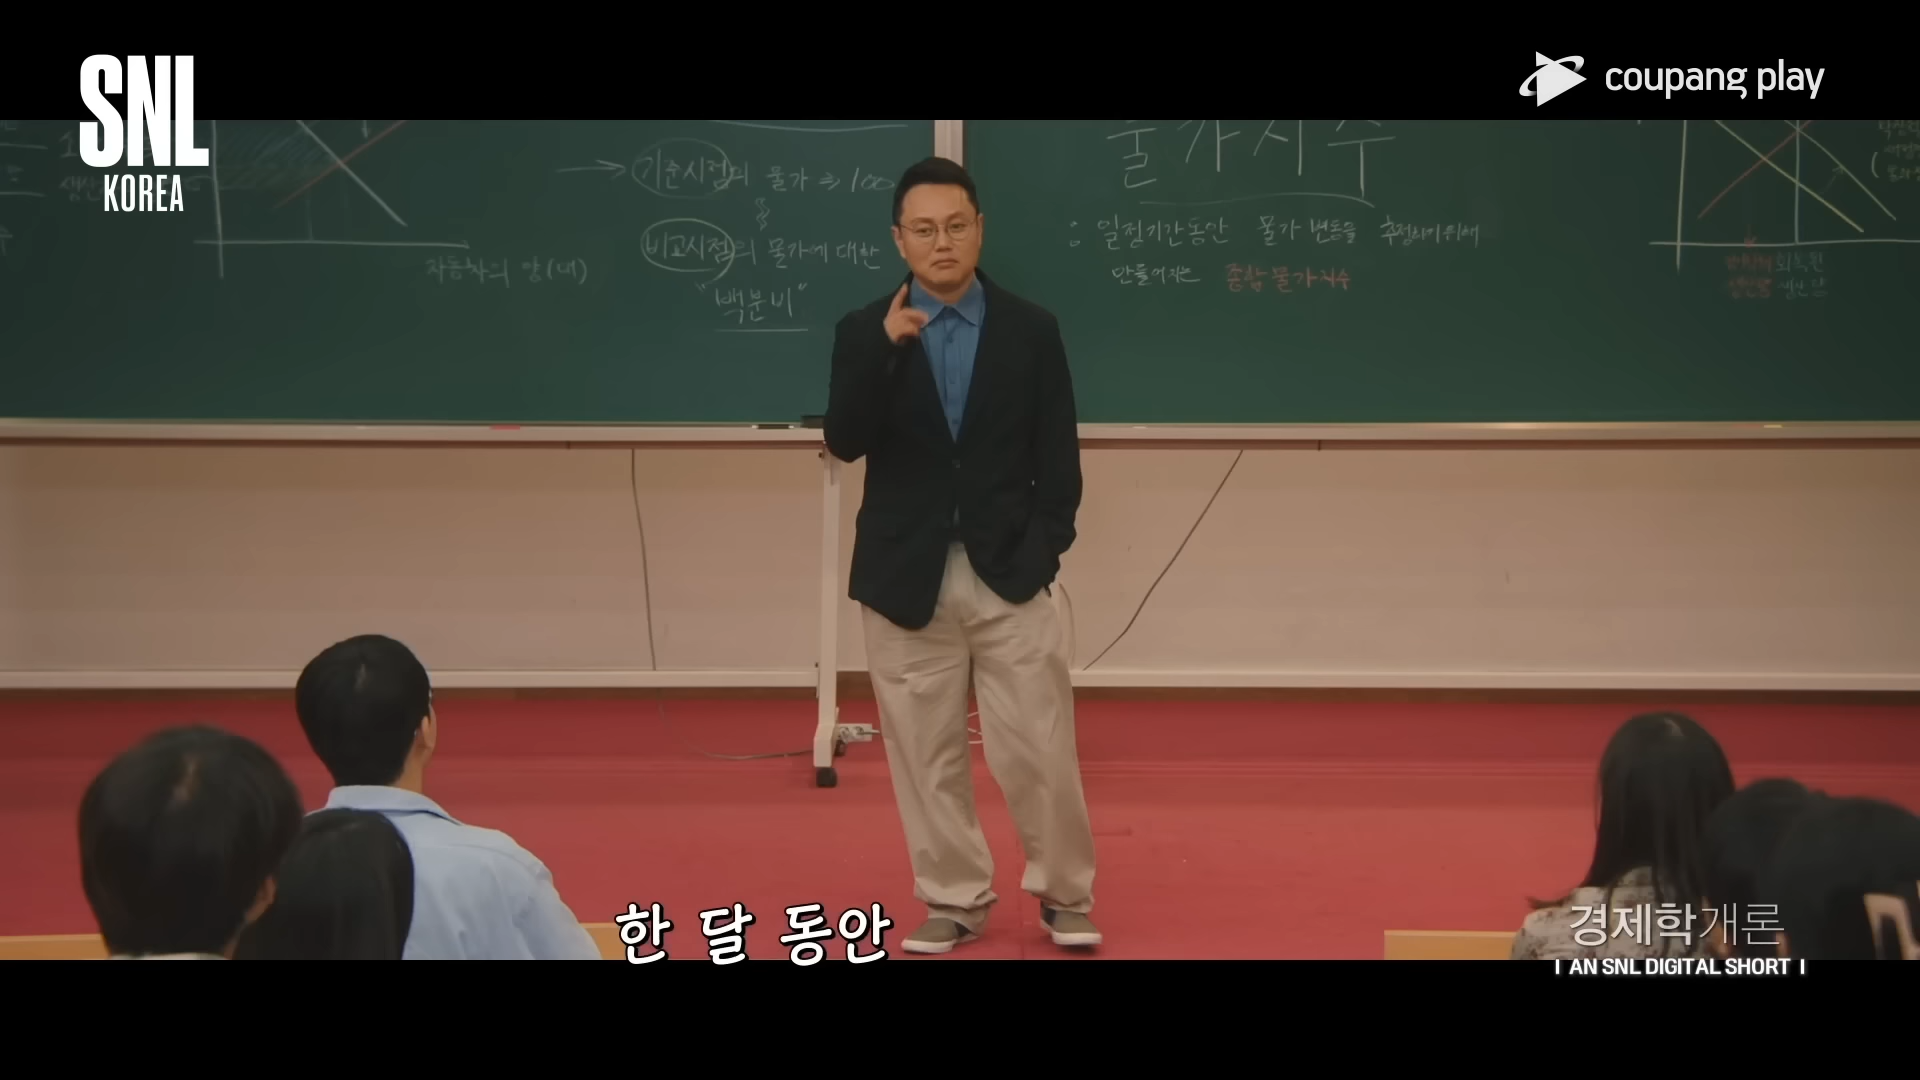 SNL
KOREA
coupang play
기준시점의 물가 ⇒ 100
비교시점의 물가에 대한
"백분비"
자동차의 양(대)
물가지수
: 일정기간동안 물가 변동을 추정하기 위해
만들어지는 종합물가지수
한 달 동안
경제학개론
AN SNL DIGITAL SHORT